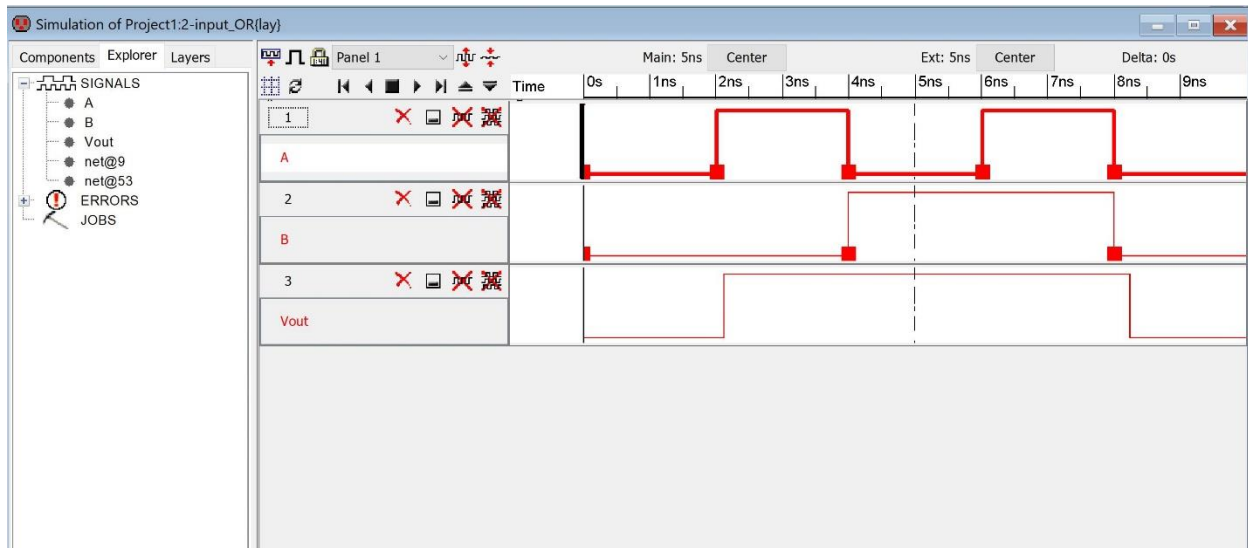 Simulation of Project1:2-input_OR{lay}
Components Explorer Layers
Panel 1
Main: 5ns Center Ext: 5ns Center Delta: 0s
SIGNALS
A
B
Vout
net@9
net@53
ERRORS
JOBS
Time 0s 1ns 2ns 3ns 4ns 5ns 6ns 7ns 8ns 9ns
1
A
2
B
3
Vout